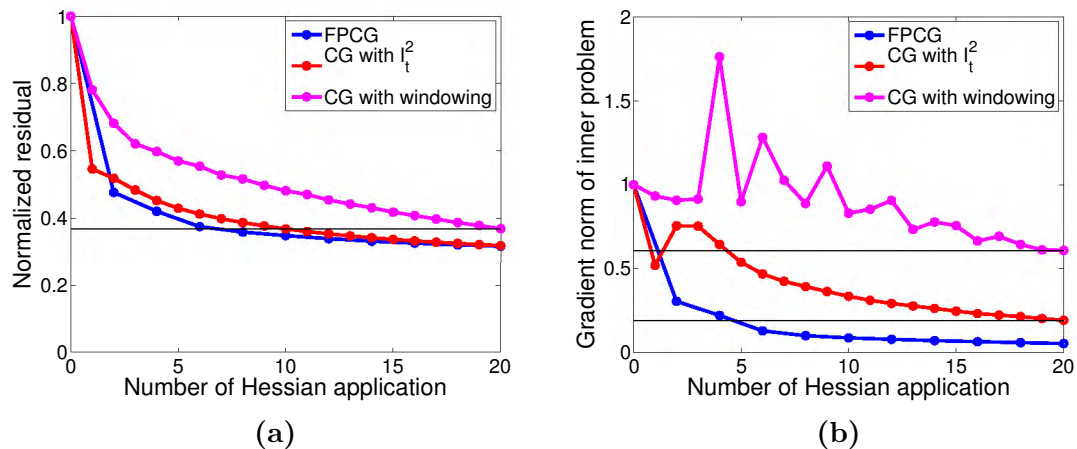 FPCG
CG with I_t^2
CG with windowing
Normalized residual
1
0.8
0.6
0.4
0.2
0
0 5 10 15 20
Number of Hessian application
(a)
FPCG
CG with I_t^2
CG with windowing
Gradient norm of inner problem
2
1.5
1
0.5
0
0 5 10 15 20
Number of Hessian application
(b)